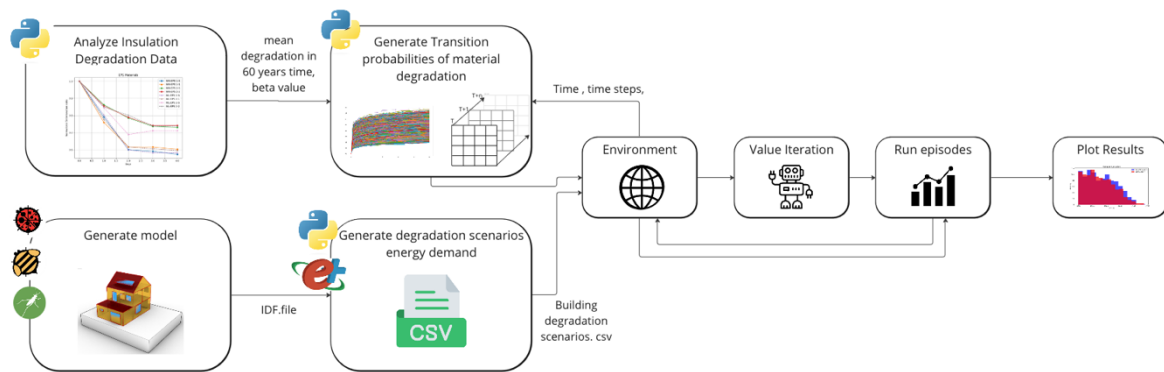 Analyze Insulation
Degradation Data
mean
degradation in
60 years time,
beta value
Generate Transition
probabilities of material
degradation
T+n
T+1
T
Time , time steps,
Environment
Value Iteration
Run episodes
Plot Results
Generate model
IDF.file
Generate degradation scenarios
energy demand
e+
CSV
Building
degradation
scenarios. csv